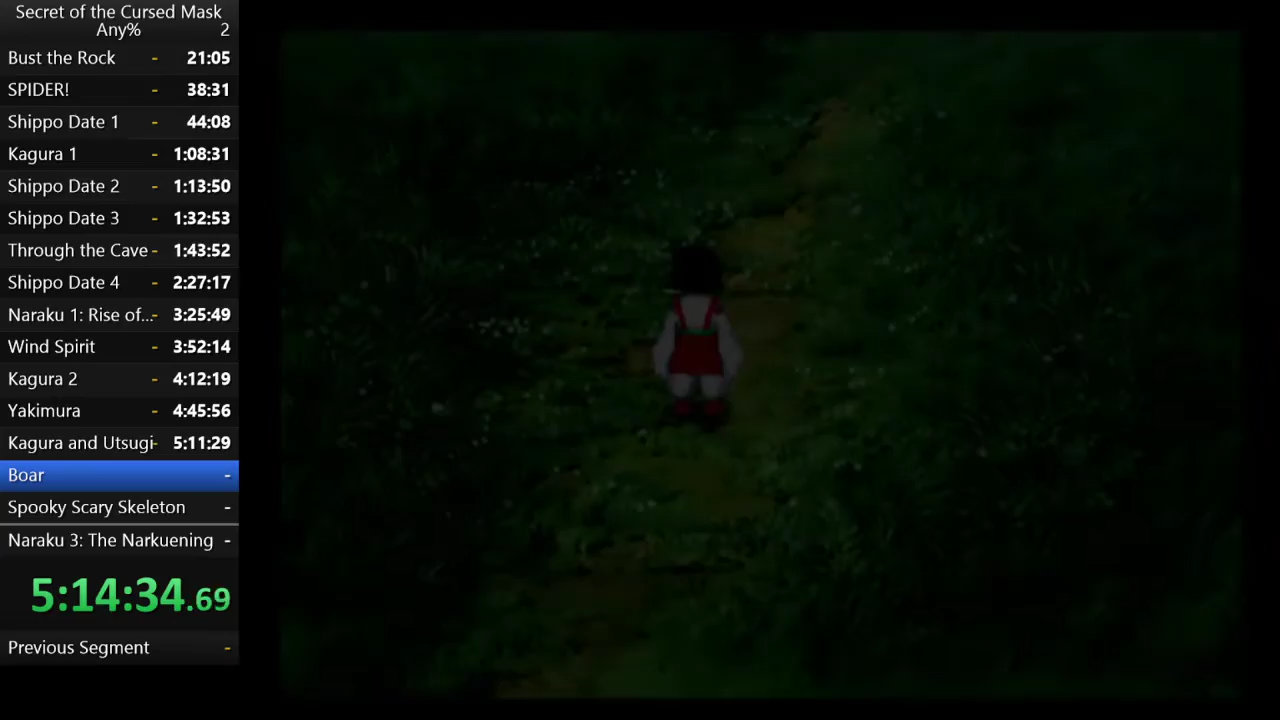 Secret of the Cursed Mask
Any% 2
Bust the Rock - 21:05
SPIDER! - 38:31
Shippo Date 1 - 44:08
Kagura 1 - 1:08:31
Shippo Date 2 - 1:13:50
Shippo Date 3 - 1:32:53
Through the Cave - 1:43:52
Shippo Date 4 - 2:27:17
Naraku 1: Rise of... - 3:25:49
Wind Spirit - 3:52:14
Kagura 2 - 4:12:19
Yakimura - 4:45:56
Kagura and Utsugi - 5:11:29
Boar -
Spooky Scary Skeleton -
Naraku 3: The Narkuening -
5:14:34.69
Previous Segment -